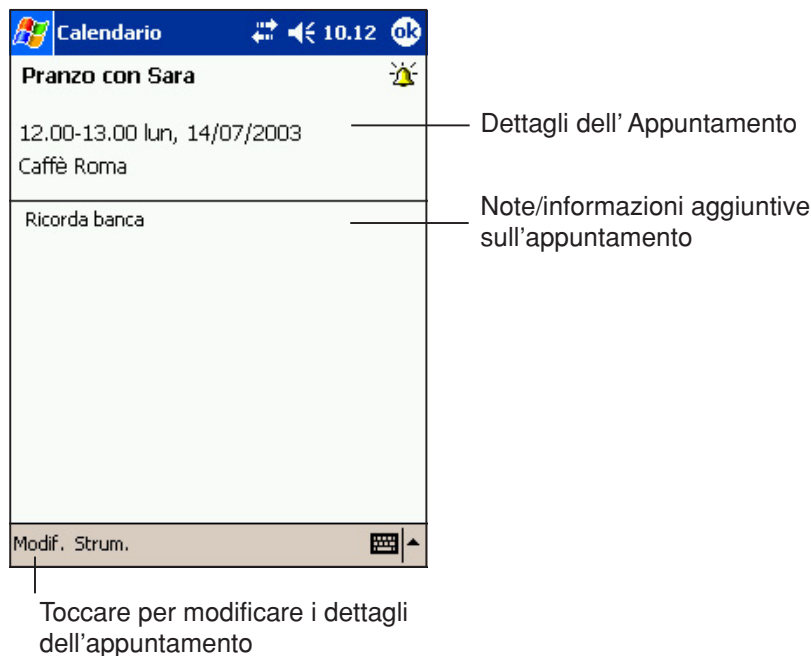 Calendario 10.12 ok
Pranzo con Sara
12.00-13.00 lun, 14/07/2003
Caffè Roma
Dettagli dell' Appuntamento
Ricorda banca
Note/informazioni aggiuntive
sull'appuntamento
Modif. Strum.
Toccare per modificare i dettagli
dell'appuntamento